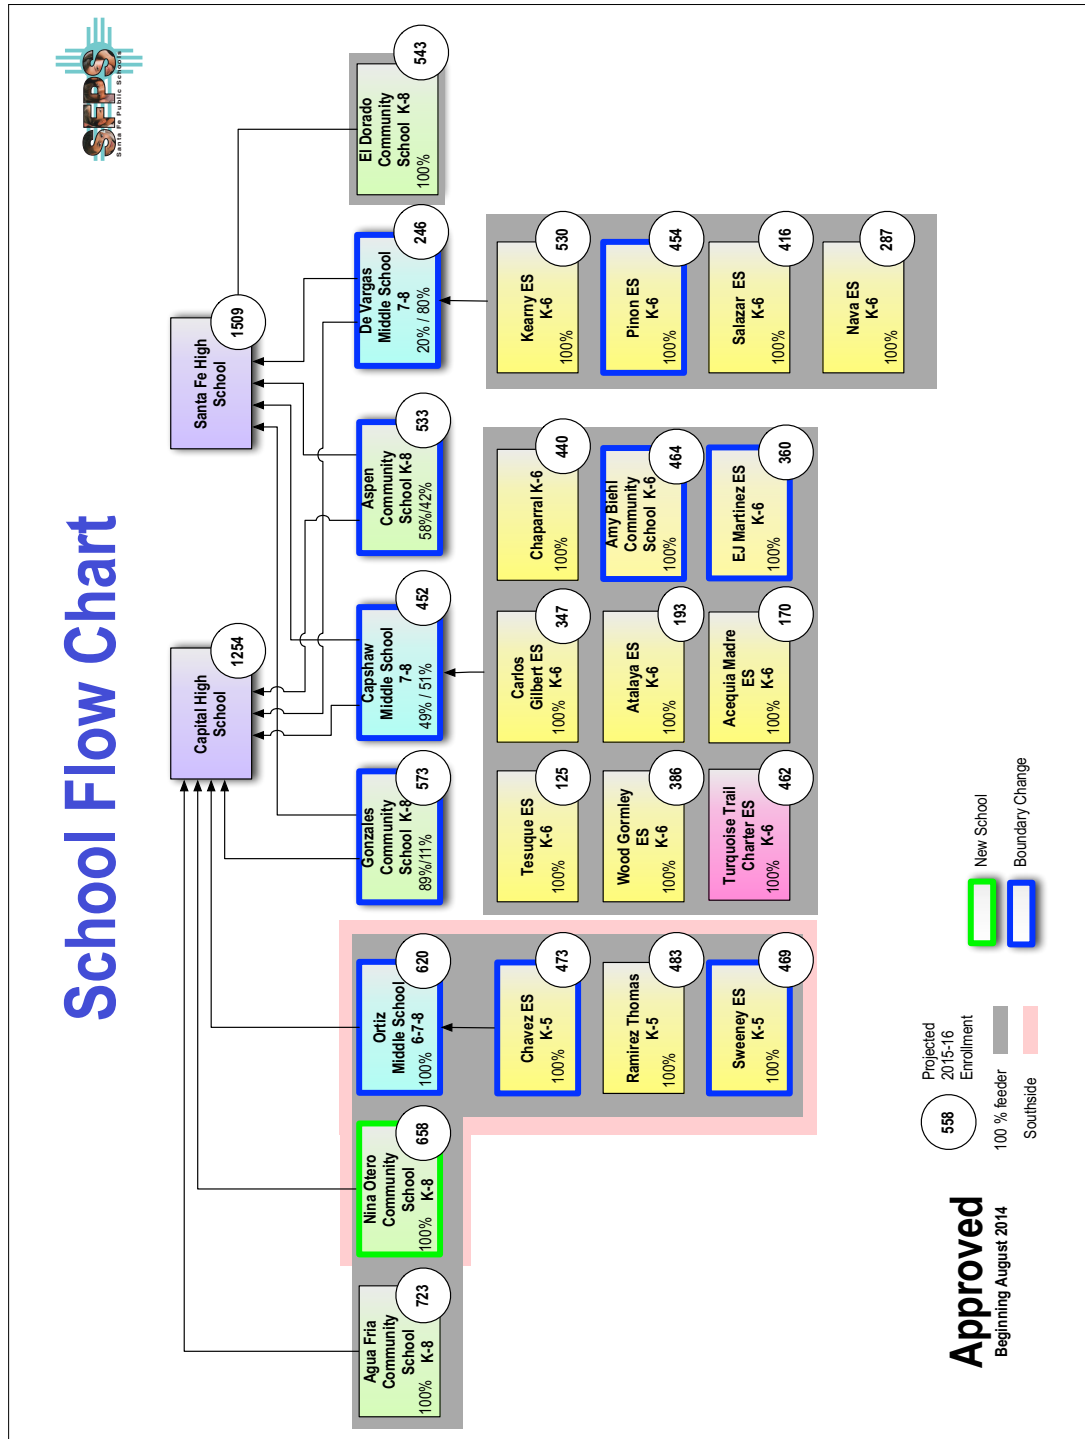 School Flow Chart
SFPS
Santa Fe Public Schools
Capital High
School
1254
Santa Fe High
School
1509
Agua Fria
Community
School
K-8
100%
723
Nina Otero
Community
School
K-8
100%
658
Ortiz
Middle School
6-7-8
100%
620
Gonzales
Community
School K-8
89%/11%
573
Capshaw
Middle School
7-8
49% / 51%
452
Aspen
Community
School K-8
58%/42%
533
De Vargas
Middle School
7-8
20% / 80%
246
El Dorado
Community
School K-8
100%
543
Chavez ES
K-5
100%
473
Ramirez Thomas
K-5
100%
483
Sweeney ES
K-5
100%
469
Tesuque ES
K-6
100%
125
Carlos
Gilbert ES
K-6
100%
347
Chaparral K-6
100%
440
Wood Gormley
ES
K-6
100%
386
Atalaya ES
K-6
100%
193
Amy Biehl
Community
School K-6
100%
464
Turquoise Trail
Charter ES
K-6
100%
462
Acequia Madre
ES
K-6
100%
170
EJ Martinez ES
K-6
100%
360
Kearny ES
K-6
100%
530
Pinon ES
K-6
100%
454
Salazar ES
K-6
100%
416
Nava ES
K-6
100%
287
Approved
Beginning August 2014
558
Projected
2015-16
Enrollment
100 % feeder
Southside
New School
Boundary Change